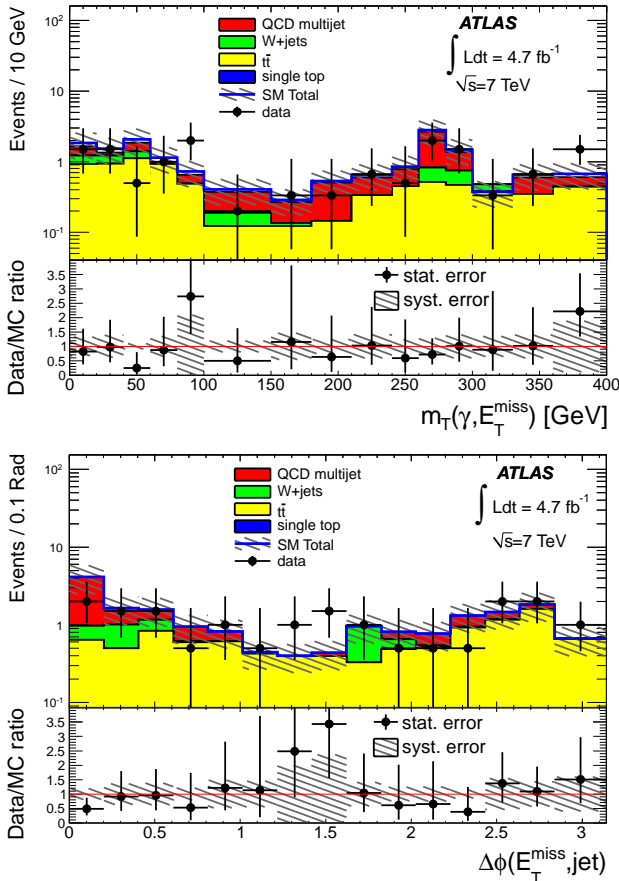 10²
Events / 10 GeV
10
1
10⁻¹
QCD multijet
W+jets
tt̄
single top
SM Total
data
ATLAS
∫ Ldt = 4.7 fb⁻¹
√s=7 TeV
Data/MC ratio
3.5
3
2.5
2
1.5
1
0.5
0
stat. error
syst. error
0 50 100 150 200 250 300 350 400
m_T(γ,E_T^miss) [GeV]
10²
Events / 0.1 Rad
10
1
10⁻¹
QCD multijet
W+jets
tt̄
single top
SM Total
data
ATLAS
∫ Ldt = 4.7 fb⁻¹
√s=7 TeV
Data/MC ratio
3.5
3
2.5
2
1.5
1
0.5
0
stat. error
syst. error
0 0.5 1 1.5 2 2.5 3
Δϕ(E_T^miss,jet)